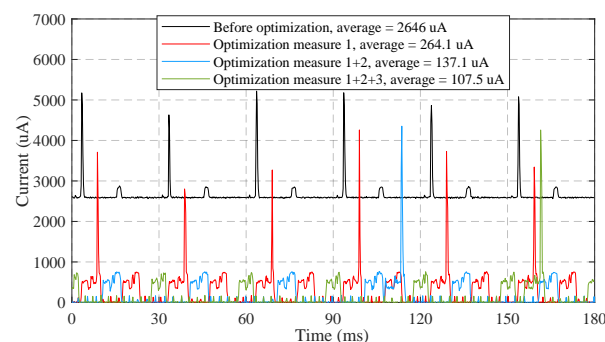 7000
6000
5000
4000
3000
2000
1000
0
Current (uA)
Before optimization, average = 2646 uA
Optimization measure 1, average = 264.1 uA
Optimization measure 1+2, average = 137.1 uA
Optimization measure 1+2+3, average = 107.5 uA
0 30 60 90 120 150 180
Time (ms)